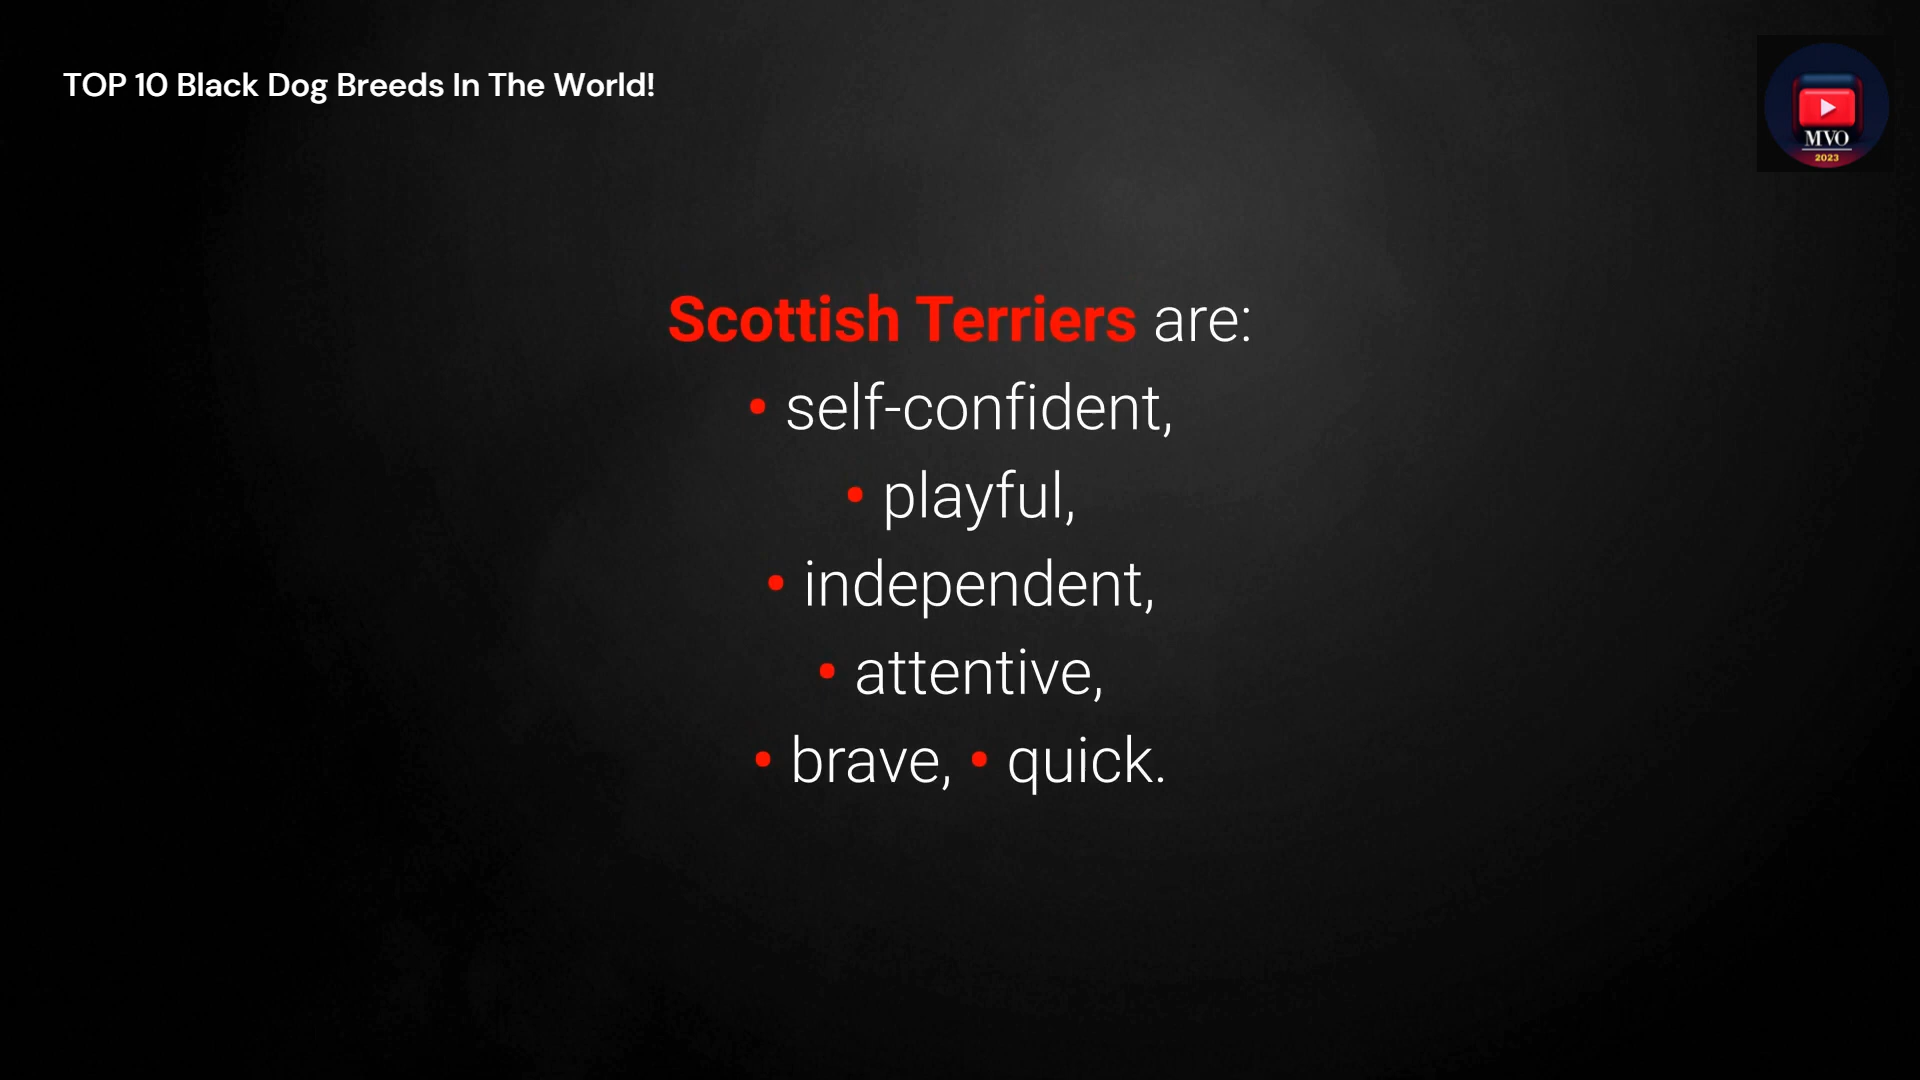 TOP 10 Black Dog Breeds In The World!
MVO
2023
Scottish Terriers are:
• self-confident,
• playful,
• independent,
• attentive,
• brave, • quick.